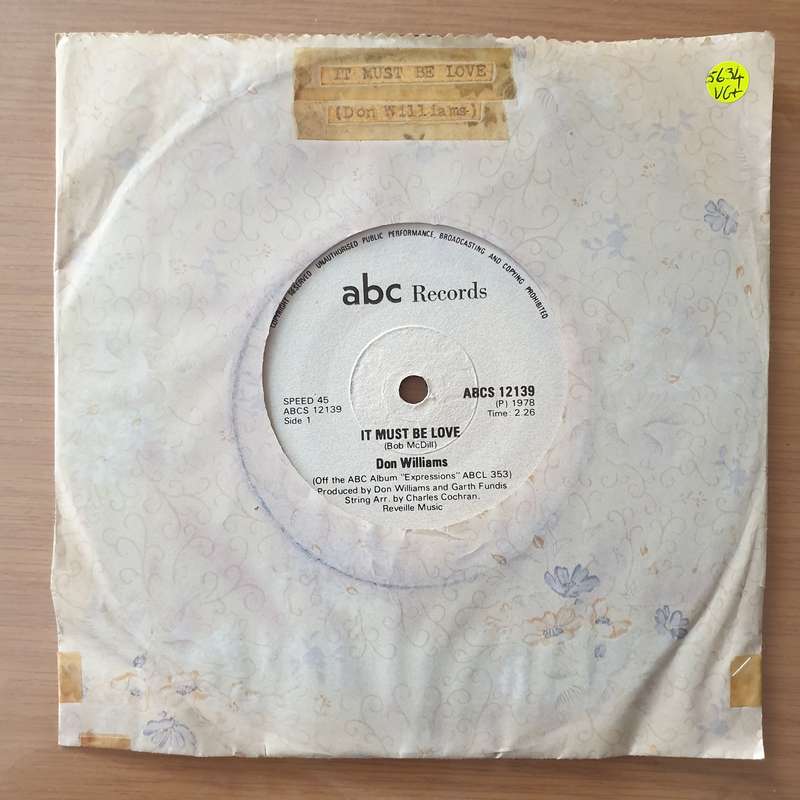 IT MUST BE LOVE
(Don Williams)
5634
VG+
COPYRIGHT RESERVED UNAUTHORISED PUBLIC PERFORMANCE, BROADCASTING AND COPYING PROHIBITED
abc Records
SPEED 45
ABCS 12139
Side 1
ABCS 12139
(P) 1978
Time: 2.26
IT MUST BE LOVE
(Bob McDill)
Don Williams
(Off the ABC Album "Expressions" ABCL 353)
Produced by Don Williams and Garth Fundis
String Arr. by Charles Cochran.
Reveille Music